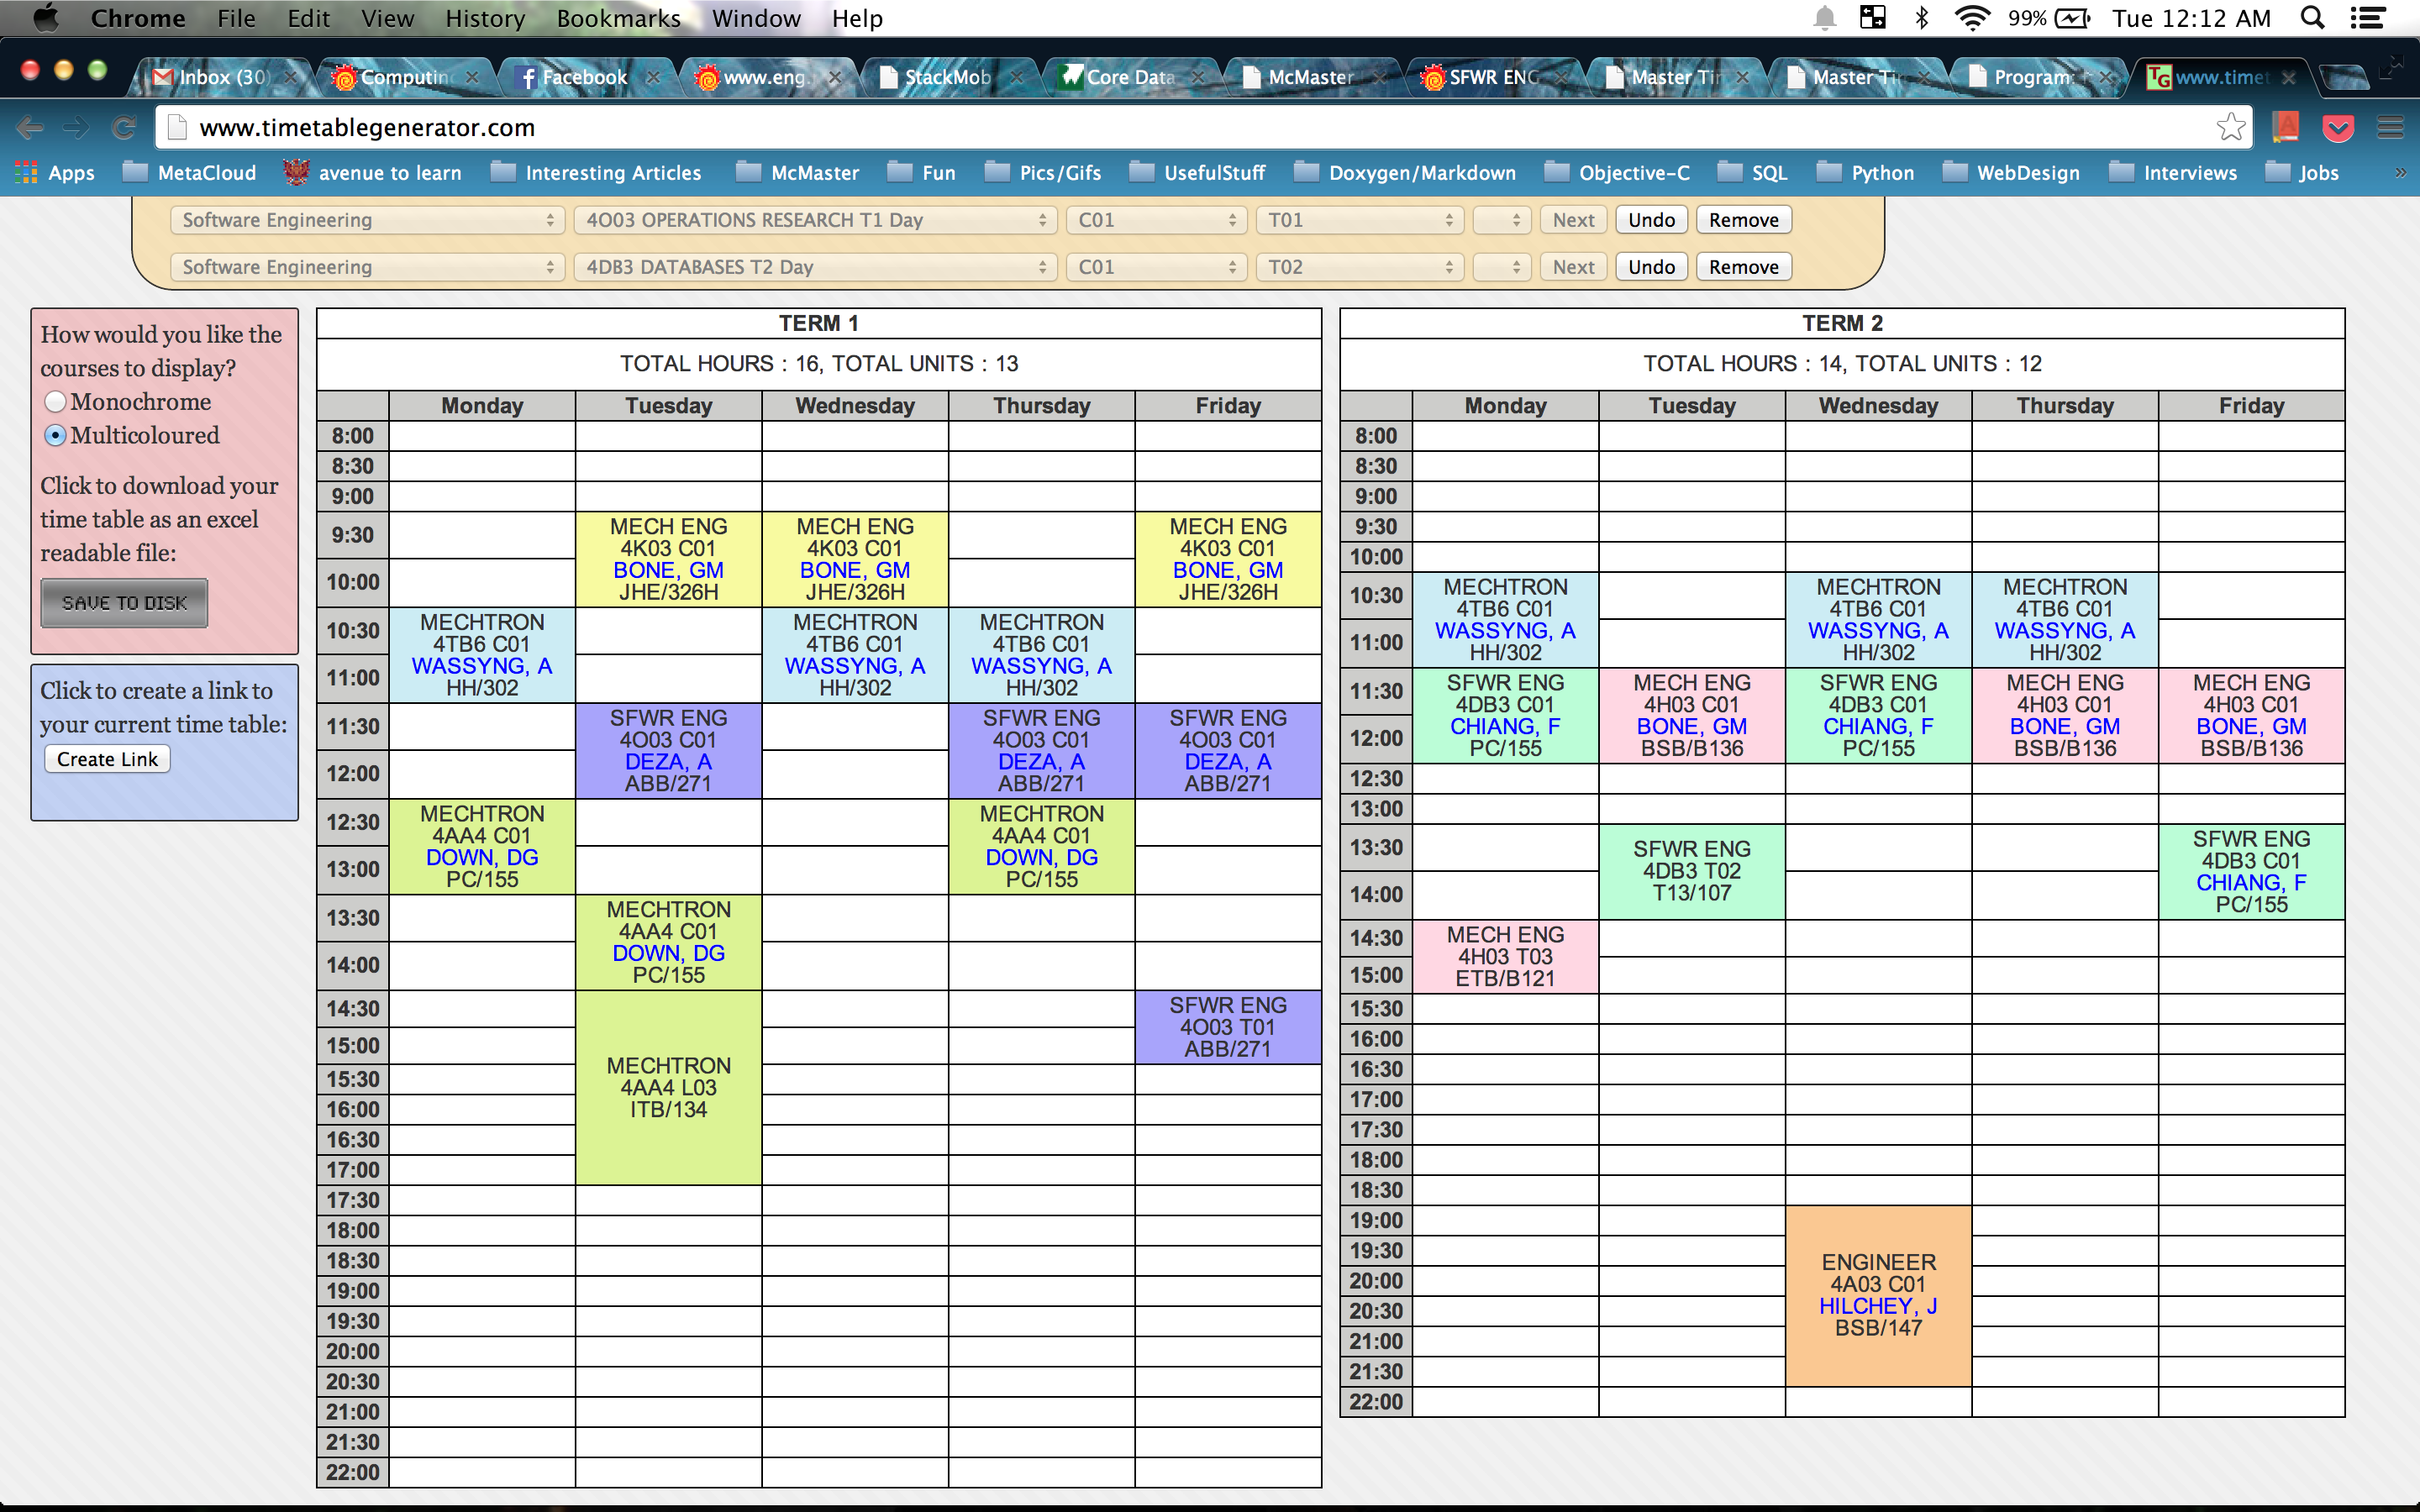 Chrome File Edit View History Bookmarks Window Help 99% Tue 12:12 AM
Inbox (30) Computin Facebook www.eng. StackMob Core Data McMaster SFWR ENG Master Ti Master Ti Program TG www.timet
www.timetablegenerator.com
Apps MetaCloud avenue to learn Interesting Articles McMaster Fun Pics/Gifs UsefulStuff Doxygen/Markdown Objective-C SQL Python WebDesign Interviews Jobs »
Software Engineering 4O03 OPERATIONS RESEARCH T1 Day C01 T01 Next Undo Remove
Software Engineering 4DB3 DATABASES T2 Day C01 T02 Next Undo Remove
How would you like the
courses to display?
Monochrome
Multicoloured
Click to download your
time table as an excel
readable file:
SAVE TO DISK
Click to create a link to
your current time table:
Create Link
TERM 1
TOTAL HOURS : 16, TOTAL UNITS : 13
Monday Tuesday Wednesday Thursday Friday
8:00
8:30
9:00
9:30 MECH ENG MECH ENG MECH ENG
4K03 C01 4K03 C01 4K03 C01
BONE, GM BONE, GM BONE, GM
10:00 JHE/326H JHE/326H JHE/326H
10:30 MECHTRON MECHTRON MECHTRON
4TB6 C01 4TB6 C01 4TB6 C01
WASSYNG, A WASSYNG, A WASSYNG, A
11:00 HH/302 HH/302 HH/302
11:30 SFWR ENG SFWR ENG SFWR ENG
4O03 C01 4O03 C01 4O03 C01
DEZA, A DEZA, A DEZA, A
12:00 ABB/271 ABB/271 ABB/271
12:30 MECHTRON MECHTRON
4AA4 C01 4AA4 C01
DOWN, DG DOWN, DG
13:00 PC/155 PC/155
13:30 MECHTRON
4AA4 C01
DOWN, DG
14:00 PC/155
14:30 SFWR ENG
4O03 T01
15:00 ABB/271
MECHTRON
15:30 4AA4 L03
16:00 ITB/134
16:30
17:00
17:30
18:00
18:30
19:00
19:30
20:00
20:30
21:00
21:30
22:00
TERM 2
TOTAL HOURS : 14, TOTAL UNITS : 12
Monday Tuesday Wednesday Thursday Friday
8:00
8:30
9:00
9:30
10:00
10:30 MECHTRON MECHTRON MECHTRON
4TB6 C01 4TB6 C01 4TB6 C01
WASSYNG, A WASSYNG, A WASSYNG, A
11:00 HH/302 HH/302 HH/302
11:30 SFWR ENG MECH ENG SFWR ENG MECH ENG MECH ENG
4DB3 C01 4H03 C01 4DB3 C01 4H03 C01 4H03 C01
CHIANG, F BONE, GM CHIANG, F BONE, GM BONE, GM
12:00 PC/155 BSB/B136 PC/155 BSB/B136 BSB/B136
12:30
13:00
13:30 SFWR ENG SFWR ENG
4DB3 T02 4DB3 C01
T13/107 CHIANG, F
14:00 PC/155
14:30 MECH ENG
4H03 T03
15:00 ETB/B121
15:30
16:00
16:30
17:00
17:30
18:00
18:30
19:00
19:30 ENGINEER
20:00 4A03 C01
20:30 HILCHEY, J
21:00 BSB/147
21:30
22:00